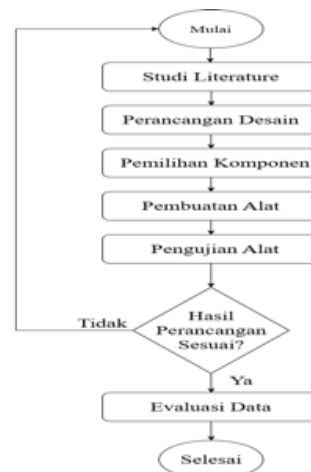 Mulai
Studi Literature
Perancangan Desain
Pemilihan Komponen
Pembuatan Alat
Pengujian Alat
Hasil
Perancangan
Sesuai?
Tidak
Ya
Evaluasi Data
Selesai